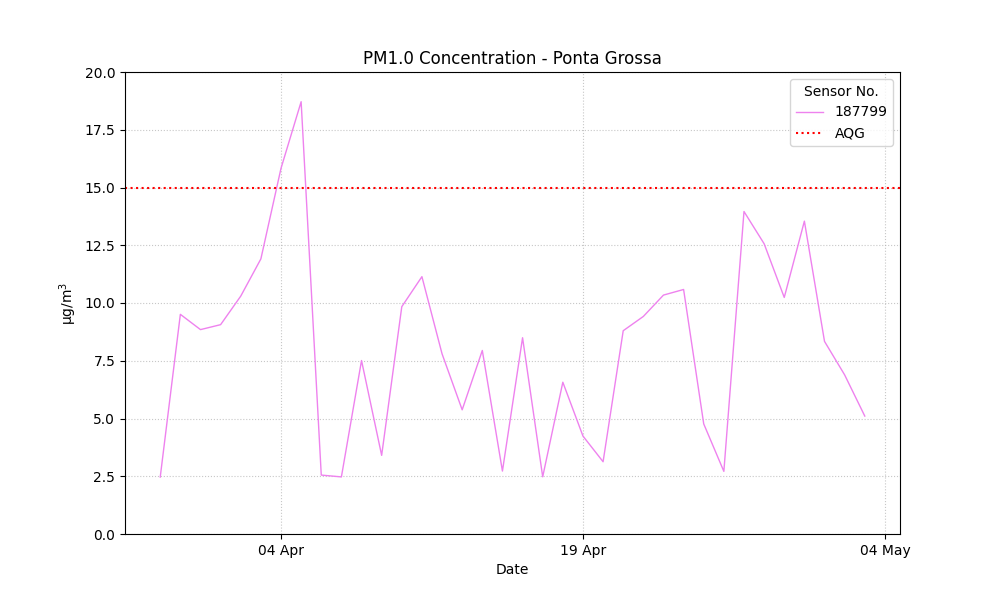 PM1.0 Concentration - Ponta Grossa
20.0
17.5
15.0
12.5
10.0
7.5
5.0
2.5
0.0
µg/m³
Sensor No.
187799
AQG
04 Apr
19 Apr
04 May
Date